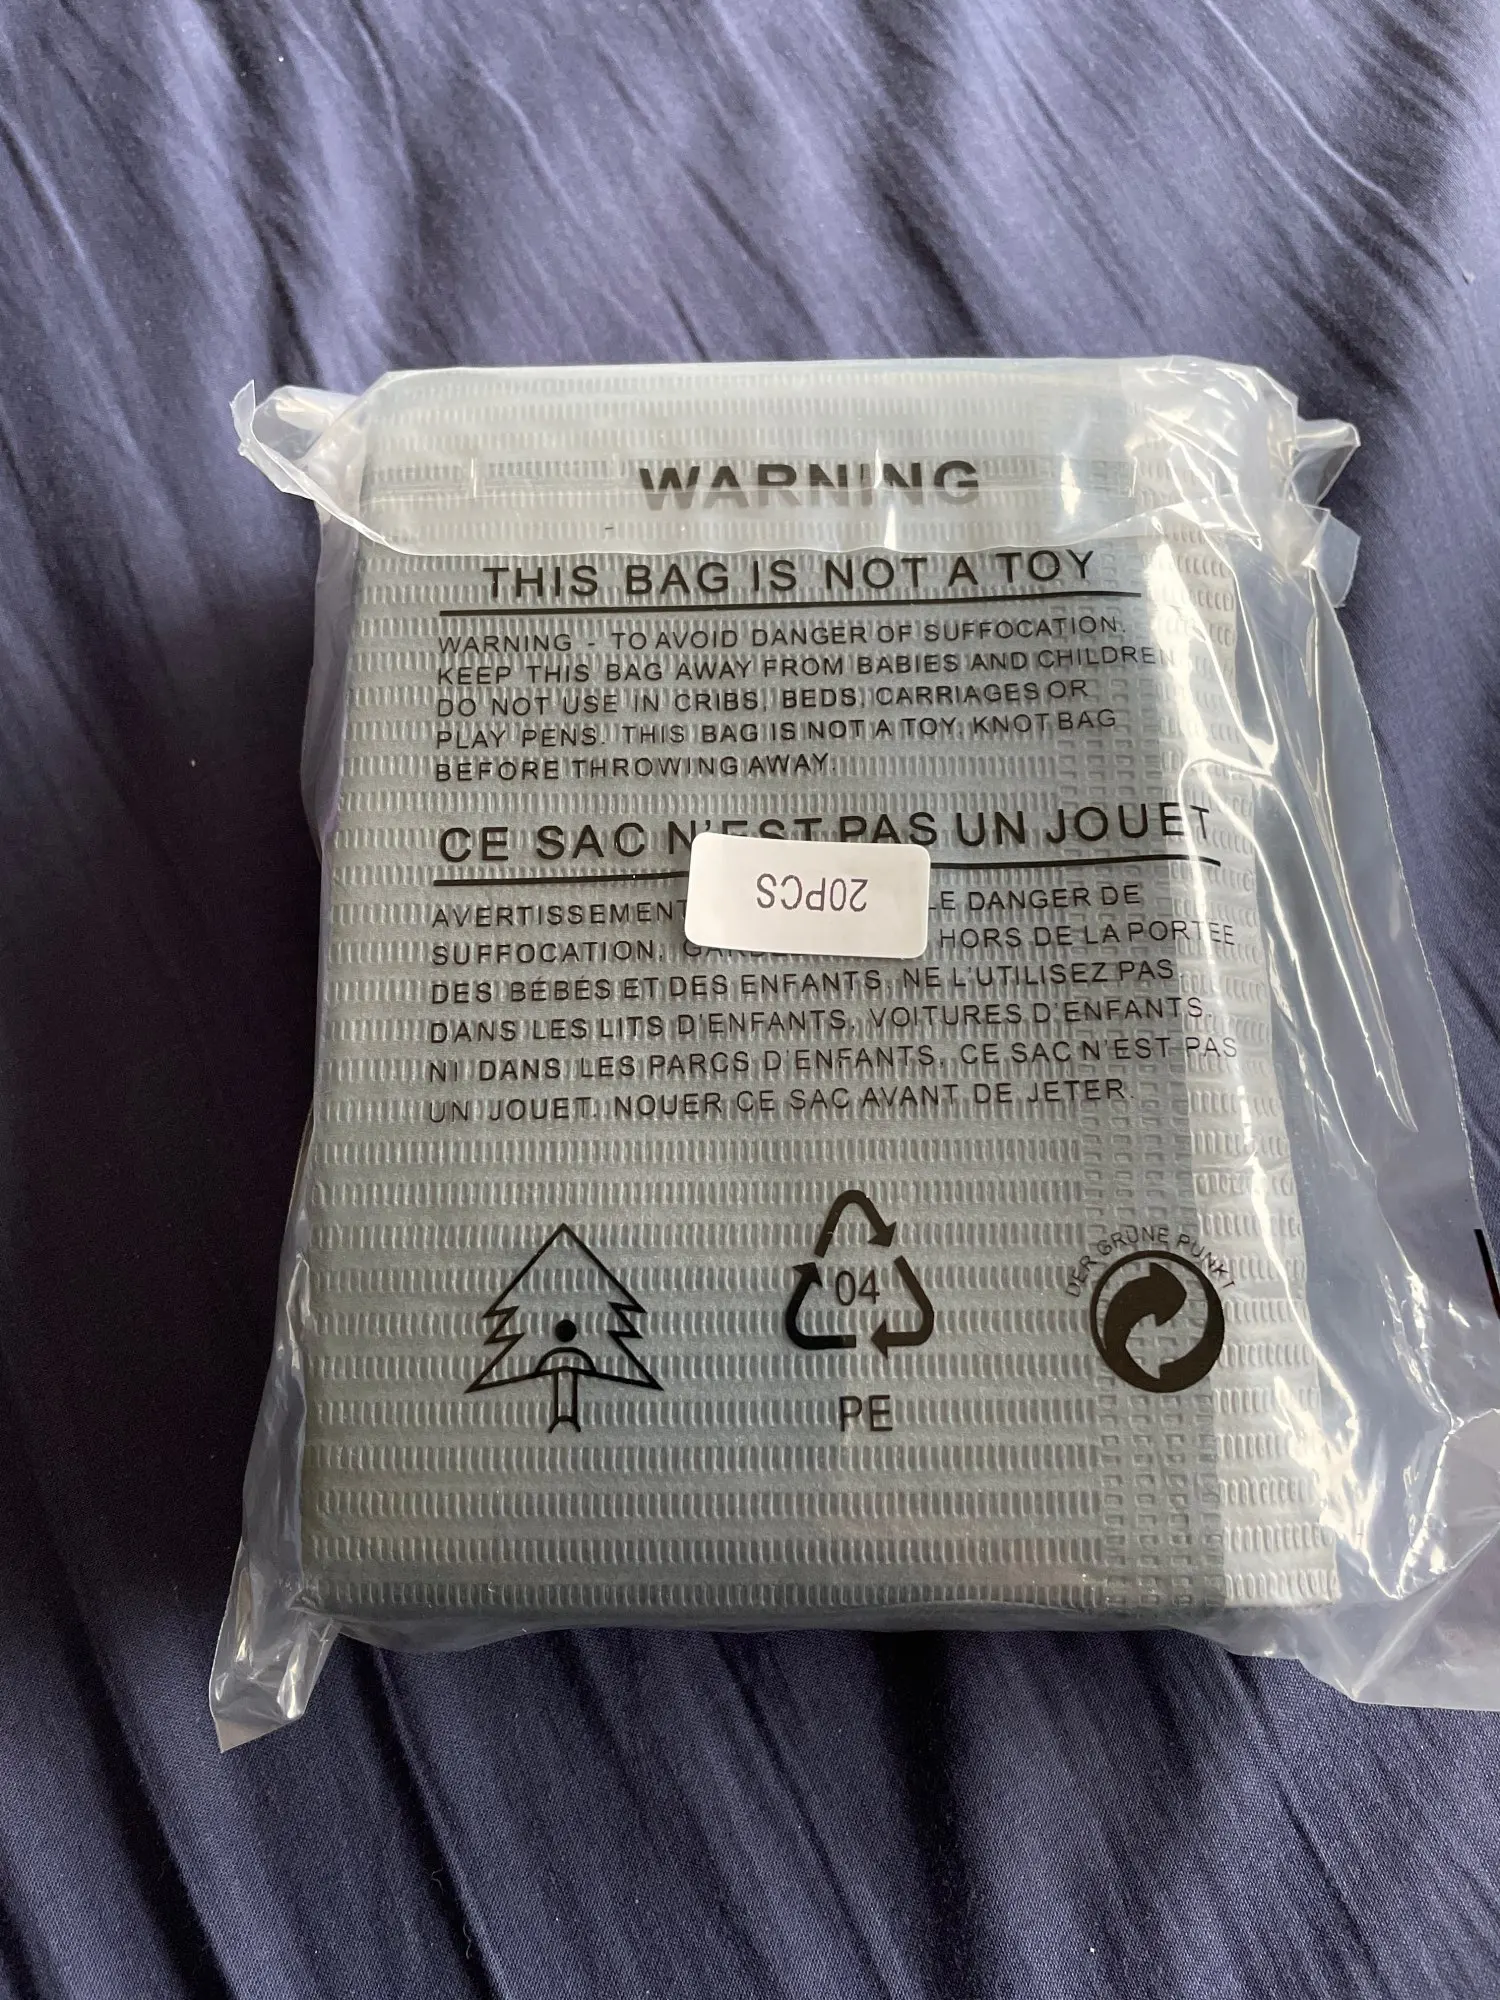 WARNING
THIS BAG IS NOT A TOY
WARNING - TO AVOID DANGER OF SUFFOCATION.
KEEP THIS BAG AWAY FROM BABIES AND CHILDREN
DO NOT USE IN CRIBS, BEDS, CARRIAGES OR
PLAY PENS. THIS BAG IS NOT A TOY. KNOT BAG
BEFORE THROWING AWAY.
CE SAC N'EST PAS UN JOUET
20PCS
AVERTISSEMENT LE DANGER DE
SUFFOCATION. HORS DE LA PORTEE
DES BÉBÉS ET DES ENFANTS. NE L'UTILISEZ PAS
DANS LES LITS D'ENFANTS, VOITURES D'ENFANTS,
NI DANS LES PARCS D'ENFANTS. CE SAC N'EST PAS
UN JOUET. NOUER CE SAC AVANT DE JETER.
DER GRÜNE PUNKT
04
PE